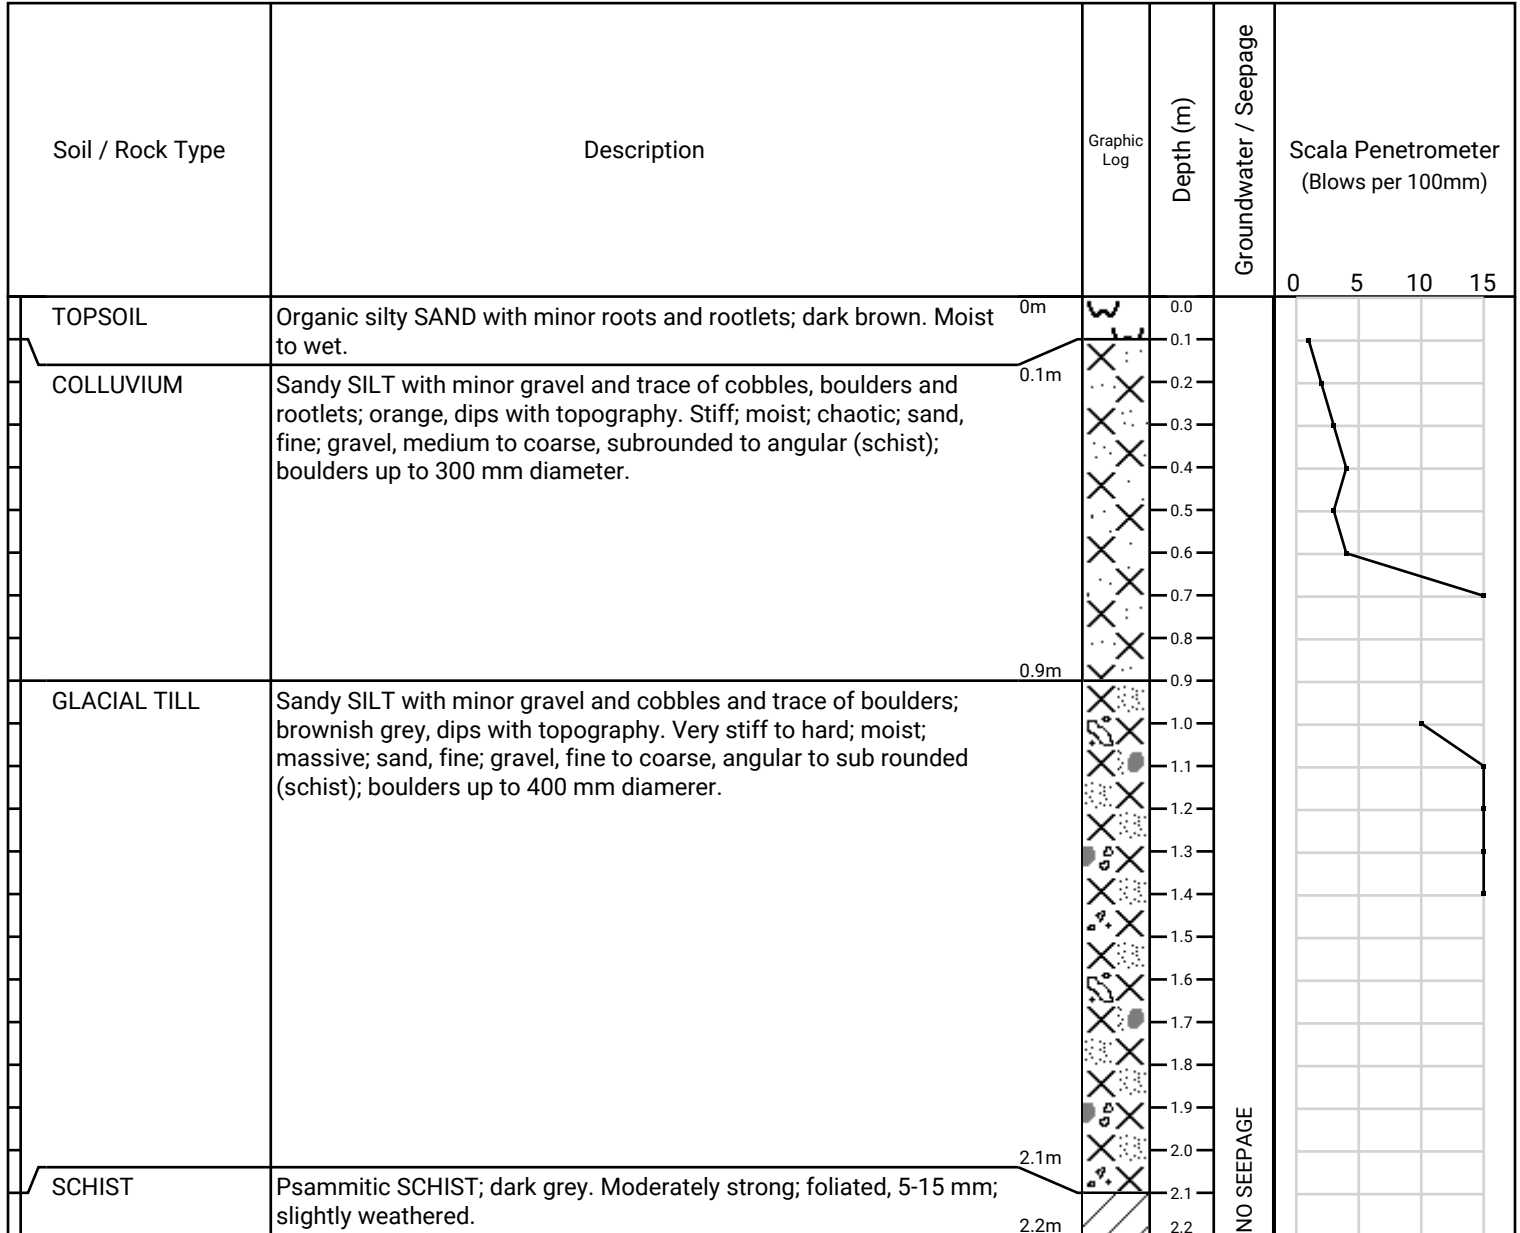 Soil / Rock Type
Description
Graphic
Log
Depth (m)
Groundwater / Seepage
Scala Penetrometer
(Blows per 100mm)
0 5 10 15
TOPSOIL
Organic silty SAND with minor roots and rootlets; dark brown. Moist
to wet.
0m
0.1m
COLLUVIUM
Sandy SILT with minor gravel and trace of cobbles, boulders and
rootlets; orange, dips with topography. Stiff; moist; chaotic; sand,
fine; gravel, medium to coarse, subrounded to angular (schist);
boulders up to 300 mm diameter.
0.9m
GLACIAL TILL
Sandy SILT with minor gravel and cobbles and trace of boulders;
brownish grey, dips with topography. Very stiff to hard; moist;
massive; sand, fine; gravel, fine to coarse, angular to sub rounded
(schist); boulders up to 400 mm diamerer.
2.1m
SCHIST
Psammitic SCHIST; dark grey. Moderately strong; foliated, 5-15 mm;
slightly weathered.
2.2m
0.0
0.1
0.2
0.3
0.4
0.5
0.6
0.7
0.8
0.9
1.0
1.1
1.2
1.3
1.4
1.5
1.6
1.7
1.8
1.9
2.0
2.1
2.2
NO SEEPAGE